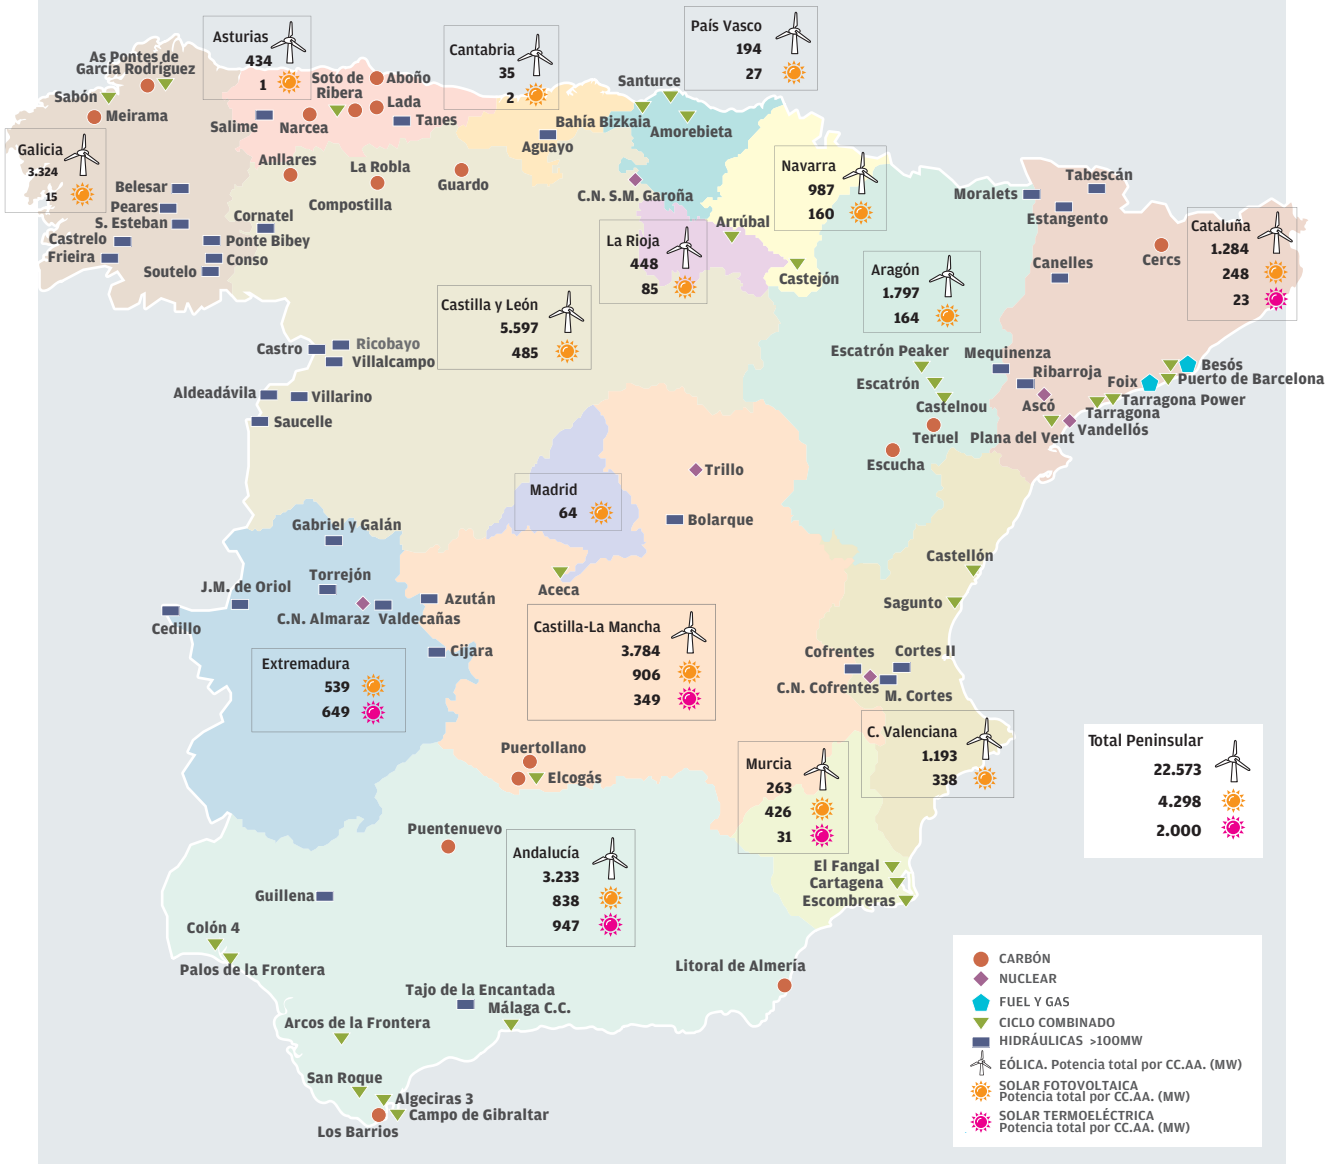 Asturias
434
1
Cantabria
35
2
País Vasco
194
27
As Pontes de
García Rodríguez
Sabón
Meirama
Soto de
Ribera
Aboño
Lada
Salime
Narcea
Tanes
Santurce
Bahía Bizkaia
Amorebieta
Aguayo
Galicia
3.324
15
Anllares
La Robla
Compostilla
Guardo
C.N. S.M. Garoña
Navarra
987
160
Belesar
Peares
S. Esteban
Castrelo
Frieira
Cornatel
Ponte Bibey
Conso
Soutelo
Arrúbal
La Rioja
448
85
Castejón
Moralets
Tabescán
Estangento
Canelles
Cercs
Cataluña
1.284
248
23
Aragón
1.797
164
Castilla y León
5.597
485
Castro
Ricobayo
Villalcampo
Aldeadávila
Villarino
Saucelle
Escatrón Peaker
Escatrón
Castelnou
Teruel
Escucha
Mequinenza
Ribarroja
Ascó
Plana del Vent
Vandellós
Tarragona
Tarragona Power
Foix
Besós
Puerto de Barcelona
Trillo
Madrid
64
Bolarque
Gabriel y Galán
Torrejón
J.M. de Oriol
C.N. Almaraz
Valdecañas
Cedillo
Azután
Cijara
Aceca
Castellón
Sagunto
Extremadura
539
649
Castilla-La Mancha
3.784
906
349
Cofrentes
Cortes II
C.N. Cofrentes
M. Cortes
C. Valenciana
1.193
338
Total Peninsular
22.573
4.298
2.000
Puertollano
Elcogás
Murcia
263
426
31
Puentenuevo
Andalucía
3.233
838
947
El Fangal
Cartagena
Escombreras
Guillena
Colón 4
Palos de la Frontera
Litoral de Almería
Tajo de la Encantada
Málaga C.C.
Arcos de la Frontera
San Roque
Algeciras 3
Campo de Gibraltar
Los Barrios
CARBÓN
NUCLEAR
FUEL Y GAS
CICLO COMBINADO
HIDRÁULICAS >100MW
EÓLICA. Potencia total por CC.AA. (MW)
SOLAR FOTOVOLTAICA
Potencia total por CC.AA. (MW)
SOLAR TERMOELÉCTRICA
Potencia total por CC.AA. (MW)